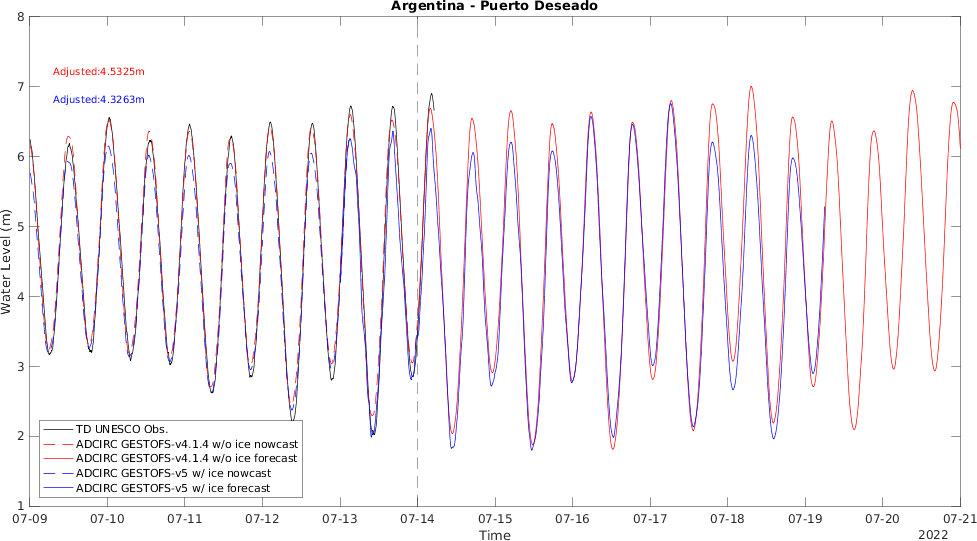 Argentina - Puerto Deseado
8
7
6
5
4
3
2
1
Water Level (m)
Adjusted:4.5325m
Adjusted:4.3263m
TD UNESCO Obs.
ADCIRC GESTOFS-v4.1.4 w/o ice nowcast
ADCIRC GESTOFS-v4.1.4 w/o ice forecast
ADCIRC GESTOFS-v5 w/ ice nowcast
ADCIRC GESTOFS-v5 w/ ice forecast
07-09 07-10 07-11 07-12 07-13 07-14 07-15 07-16 07-17 07-18 07-19 07-20 07-21
Time
2022